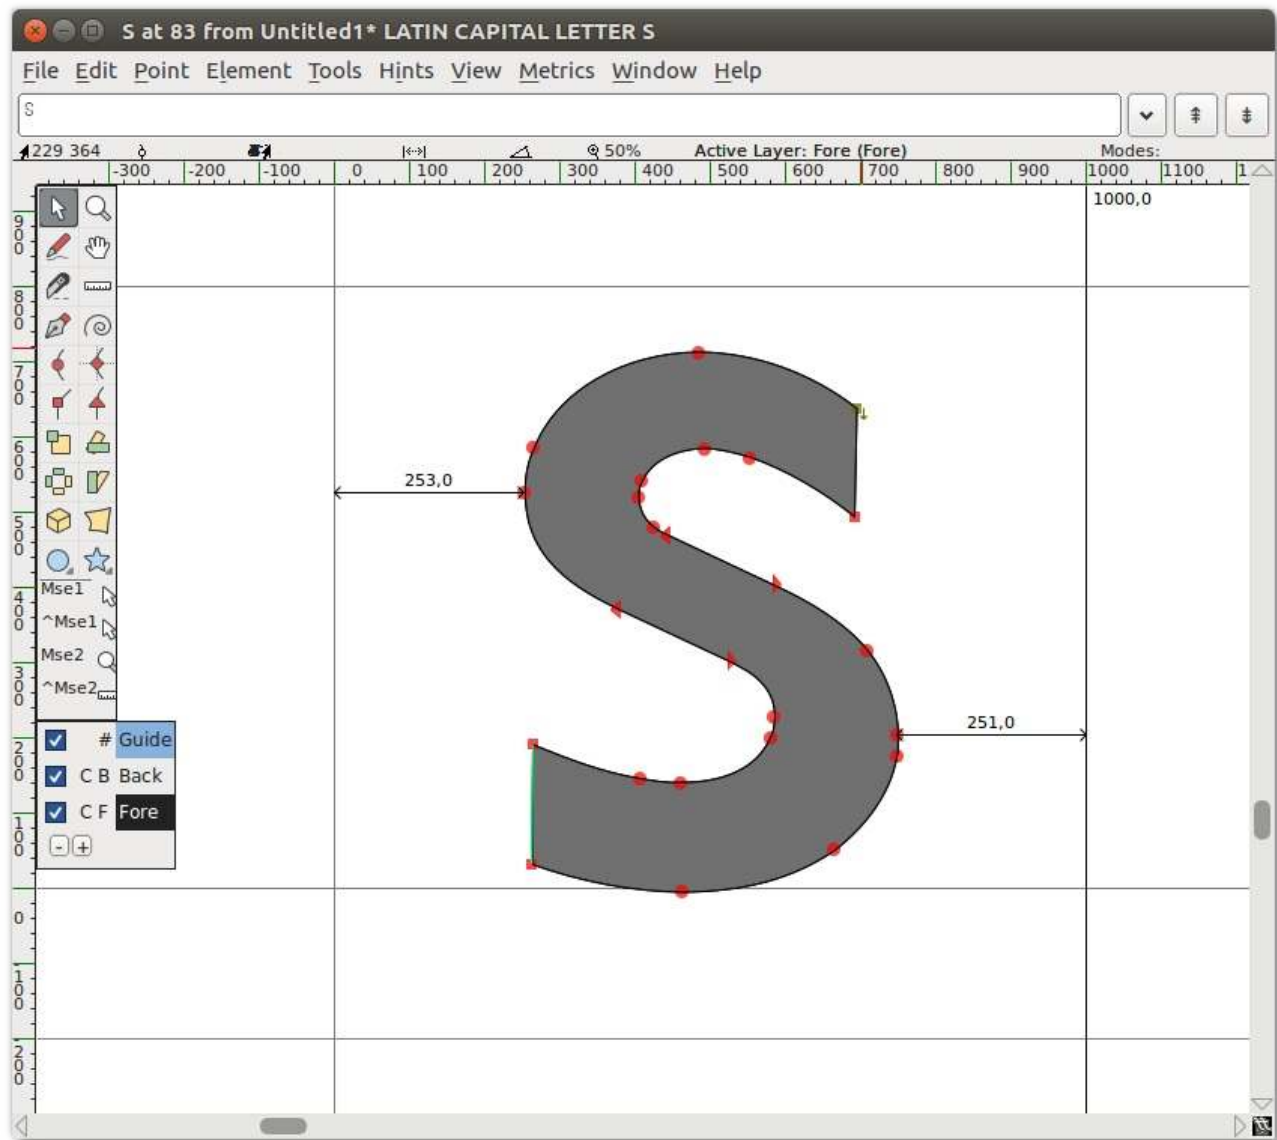 S at 83 from Untitled1* LATIN CAPITAL LETTER S
File Edit Point Element Tools Hints View Metrics Window Help
S
229 364 50% Active Layer: Fore (Fore) Modes:
-300 -200 -100 0 100 200 300 400 500 600 700 800 900 1000 1100 1
1000,0
900
800
700
600
253,0
500
400
Mse1
^Mse1
Mse2
^Mse2
300
251,0
# Guide
200
C B Back
C F Fore
100
- +
0
-100
-200